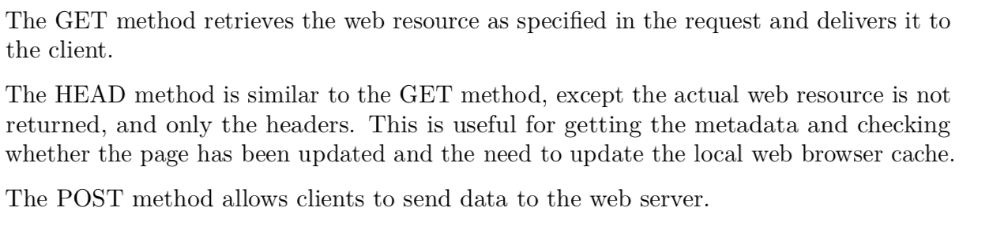 The GET method retrieves the web resource as specified in the request and delivers it to
the client.
The HEAD method is similar to the GET method, except the actual web resource is not
returned, and only the headers. This is useful for getting the metadata and checking
whether the page has been updated and the need to update the local web browser cache.
The POST method allows clients to send data to the web server.